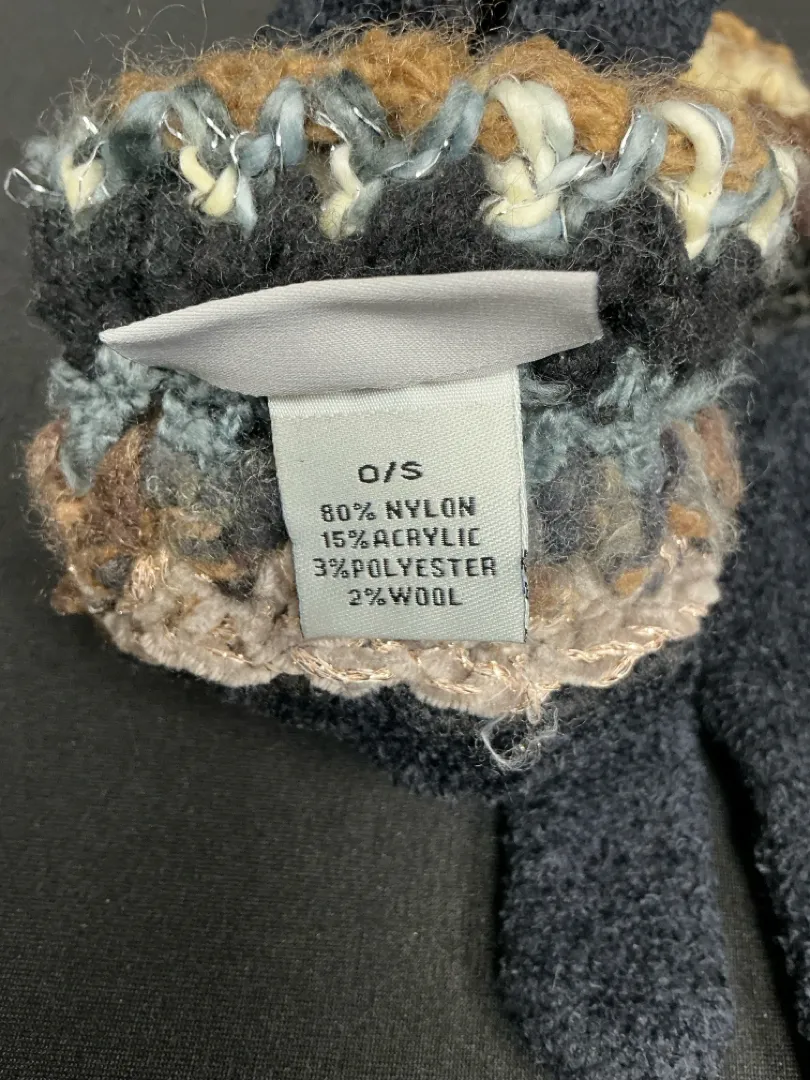 O/S
80% NYLON
15%ACRYLIC
3%POLYESTER
2%WOOL